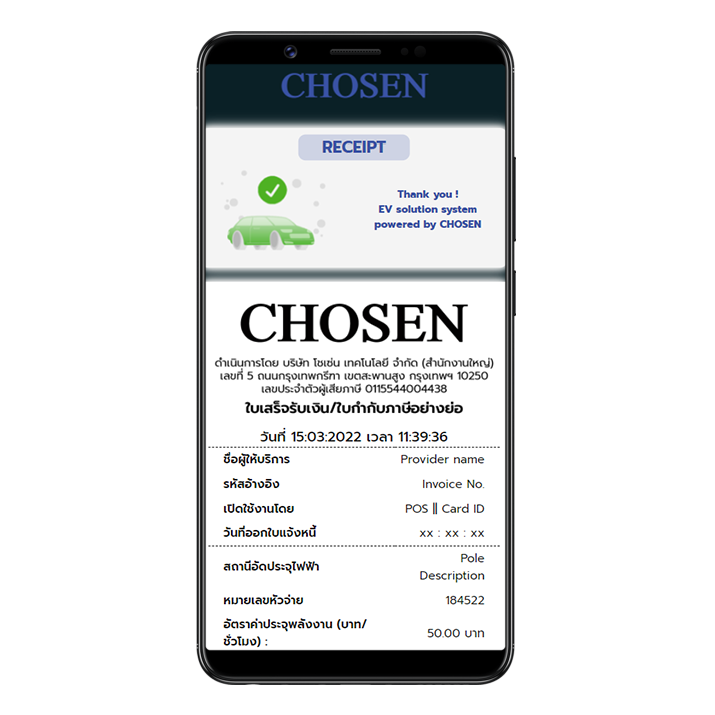 CHOSEN
RECEIPT
Thank you !
EV solution system
powered by CHOSEN
CHOSEN
ดำเนินการโดย บริษัท โชเซ่น เทคโนโลยี จำกัด (สำนักงานใหญ่)
เลขที่ 5 ถนนกรุงเทพกรีฑา เขตสะพานสูง กรุงเทพฯ 10250
เลขประจำตัวผู้เสียภาษี 0115544004438
ใบเสร็จรับเงิน/ใบกำกับภาษีอย่างย่อ
วันที่ 15:03:2022 เวลา 11:39:36
ชื่อผู้ให้บริการ Provider name
รหัสอ้างอิง Invoice No.
เปิดใช้งานโดย POS || Card ID
วันที่ออกใบแจ้งหนี้ xx : xx : xx
สถานีอัดประจุไฟฟ้า Pole
Description
หมายเลขหัวจ่าย 184522
อัตราค่าประจุพลังงาน (บาท/
ชั่วโมง) : 50.00 บาท